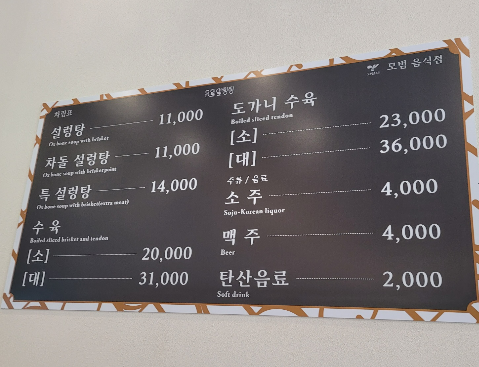 차림표
설렁탕 11,000
Ox bone soup with brisket
차돌 설렁탕 11,000
Ox bone soup with brisketpoint
특 설렁탕 14,000
Ox bone soup with brisket(extra meat)
수육
Boiled sliced brisket and tendon
[소] 20,000
[대] 31,000
모범 음식점
도가니 수육
Boiled sliced tendon
[소] 23,000
[대] 36,000
주류 / 음료
소주 4,000
Soju-Korean liquor
맥주 4,000
Beer
탄산음료 2,000
Soft drink